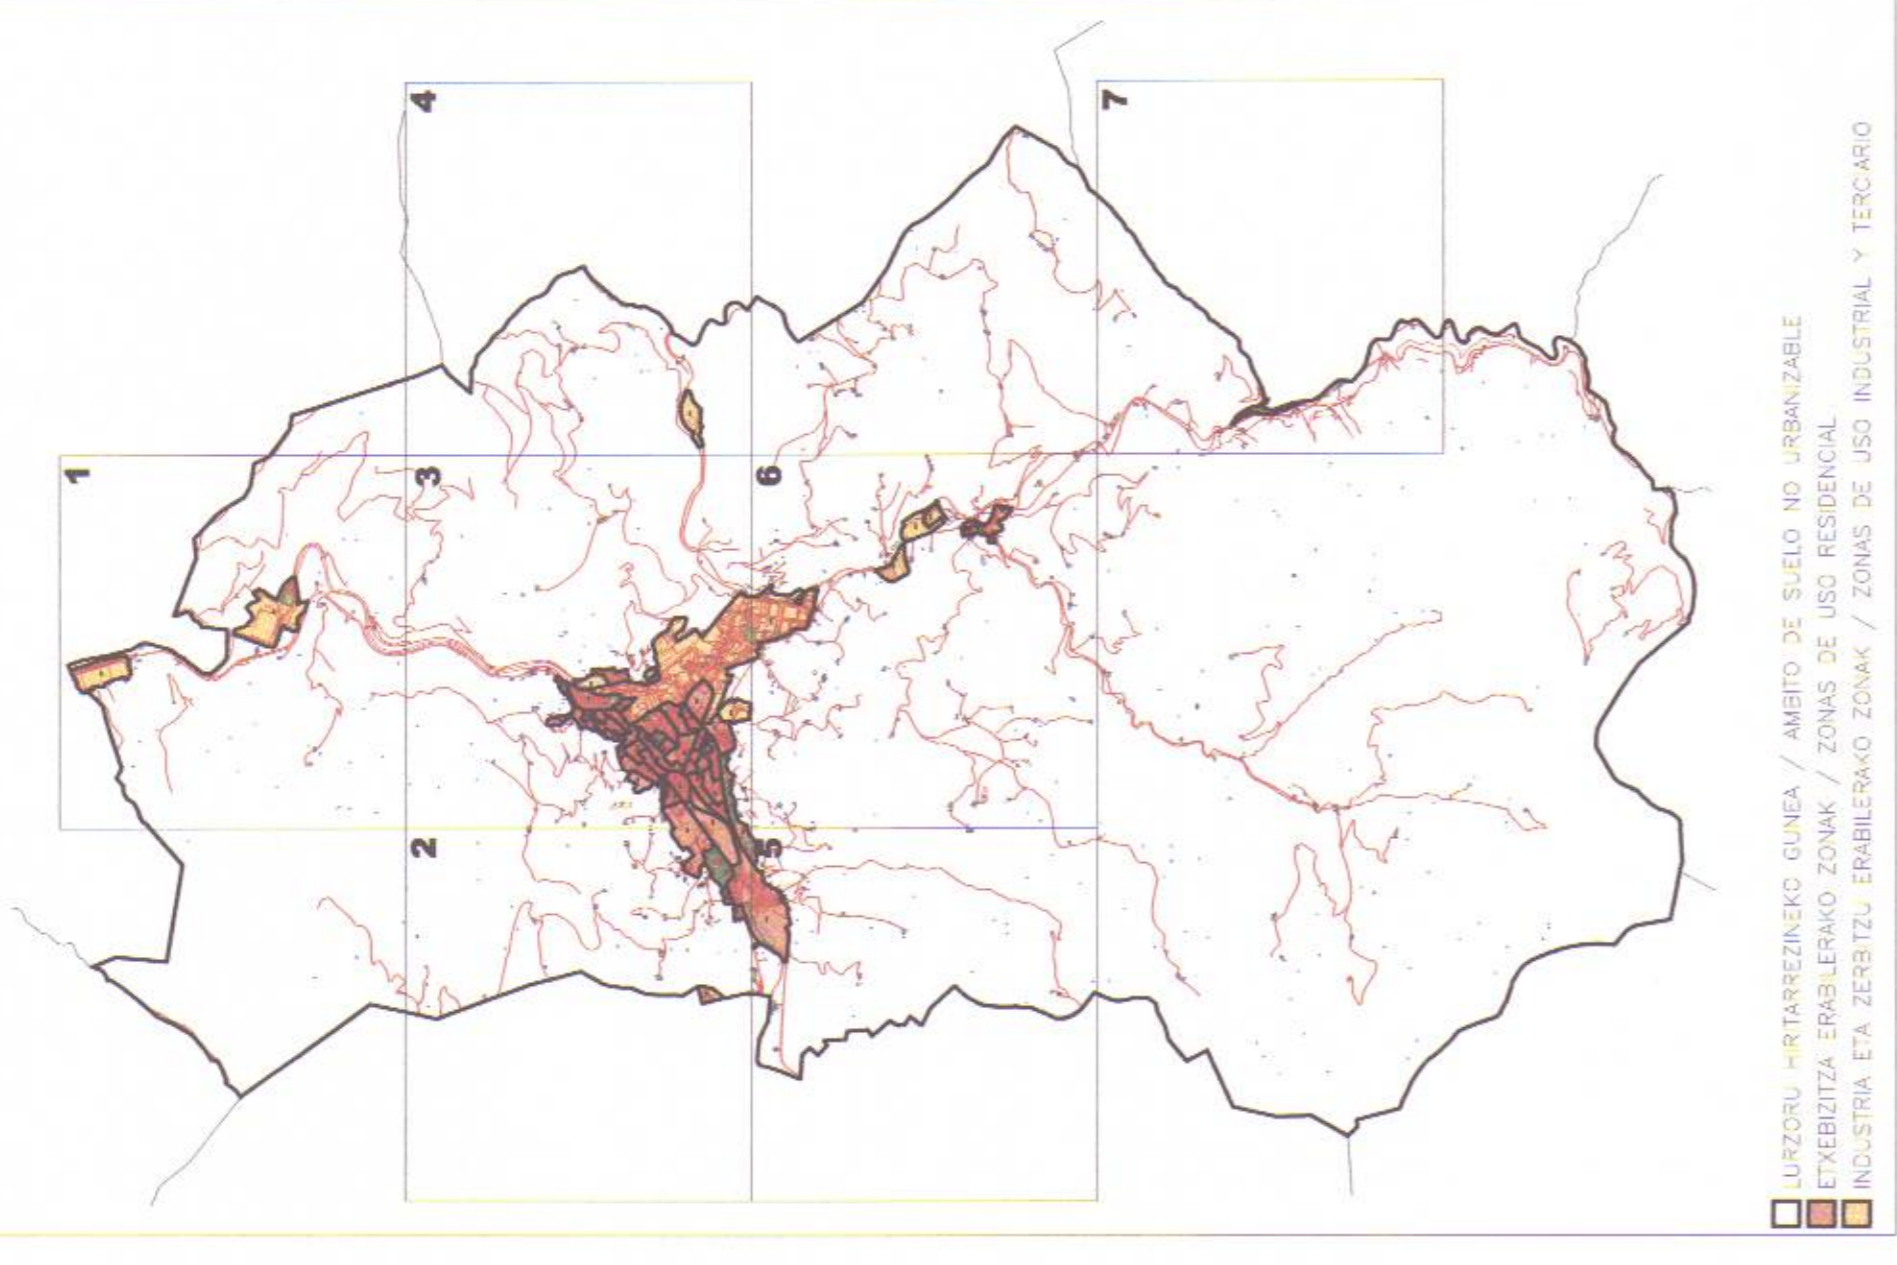 1
2
3
4
5
6
7
LURZORU HIRITARREZINEKO GUNEA / AMBITO DE SUELO NO URBANIZABLE
ETXEBIZITZA ERABILERAKO ZONAK / ZONAS DE USO RESIDENCIAL
INDUSTRIA ETA ZERBITZU ERABILERAKO ZONAK / ZONAS DE USO INDUSTRIAL Y TERCIARIO